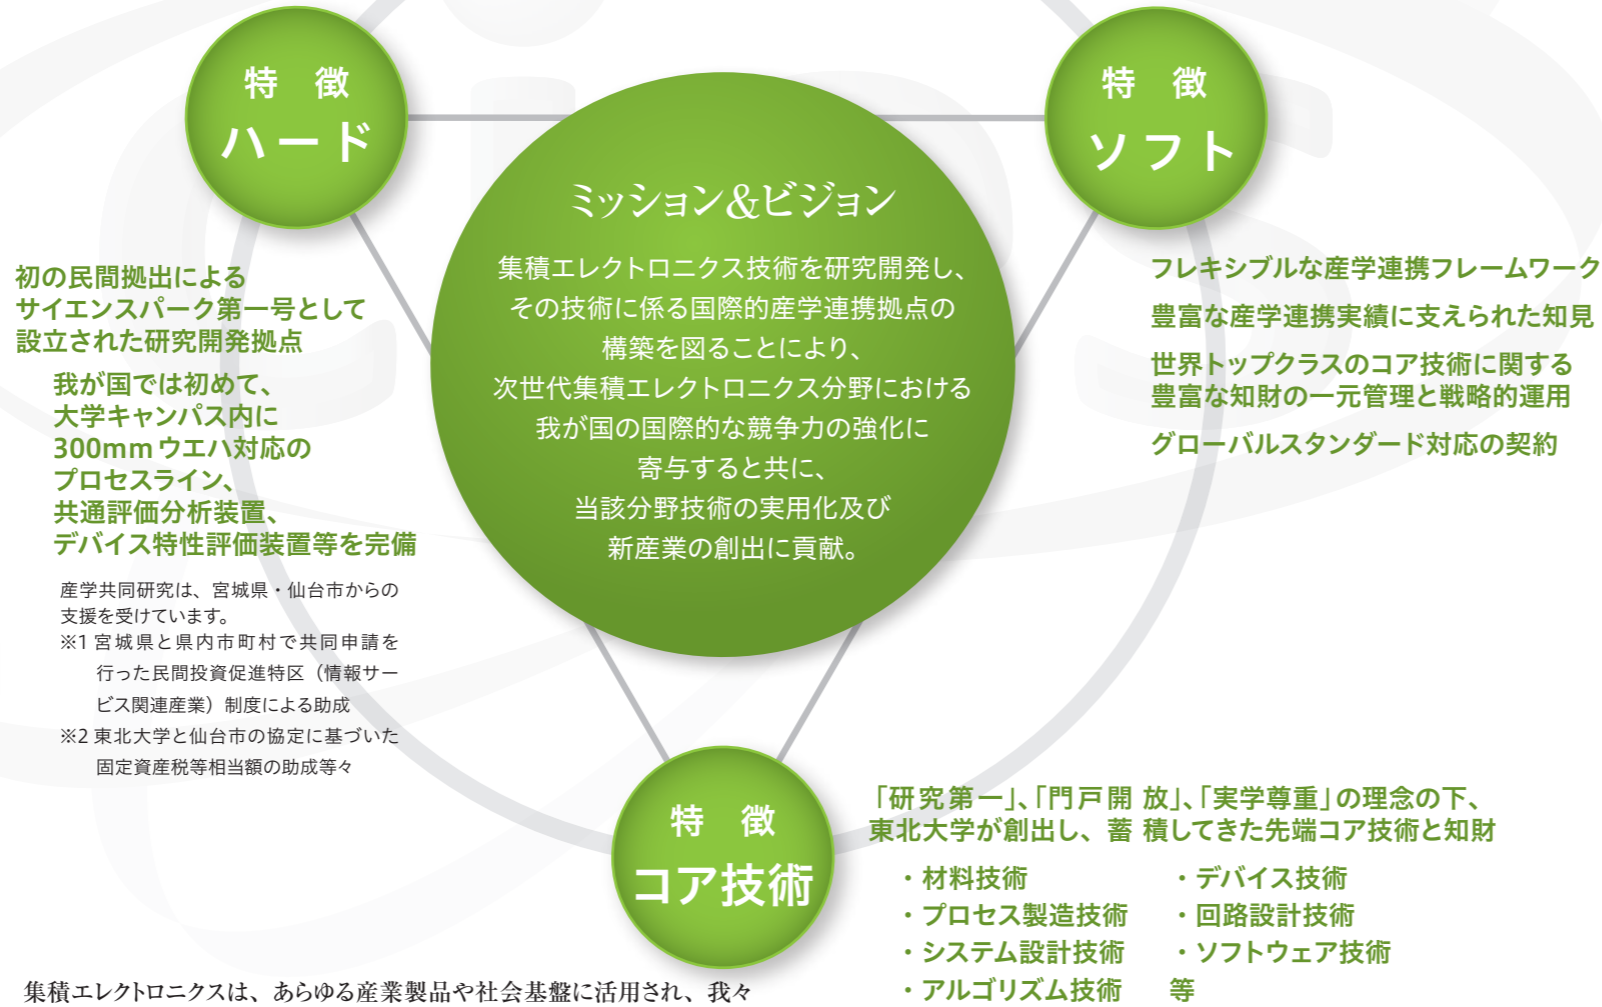 特 徴
ハード
特 徴
ソフト
ミッション&ビジョン
集積エレクトロニクス技術を研究開発し、
その技術に係る国際的産学連携拠点の
構築を図ることにより、
次世代集積エレクトロニクス分野における
我が国の国際的な競争力の強化に
寄与すると共に、
当該分野技術の実用化及び
新産業の創出に貢献。
初の民間拠出による
サイエンスパーク第一号として
設立された研究開発拠点
我が国では初めて、
大学キャンパス内に
300mmウエハ対応の
プロセスライン、
共通評価分析装置、
デバイス特性評価装置等を完備
産学共同研究は、宮城県・仙台市からの
支援を受けています。
※1 宮城県と県内市町村で共同申請を
行った民間投資促進特区（情報サー
ビス関連産業）制度による助成
※2 東北大学と仙台市の協定に基づいた
固定資産税等相当額の助成等々
フレキシブルな産学連携フレームワーク
豊富な産学連携実績に支えられた知見
世界トップクラスのコア技術に関する
豊富な知財の一元管理と戦略的運用
グローバルスタンダード対応の契約
特 徴
コア技術
「研究第一」、「門戸開 放」、「実学尊重」の理念の下、
東北大学が創出し、蓄 積してきた先端コア技術と知財
・材料技術 ・デバイス技術
・プロセス製造技術 ・回路設計技術
・システム設計技術 ・ソフトウェア技術
・アルゴリズム技術 等
集積エレクトロニクスは、あらゆる産業製品や社会基盤に活用され、我々